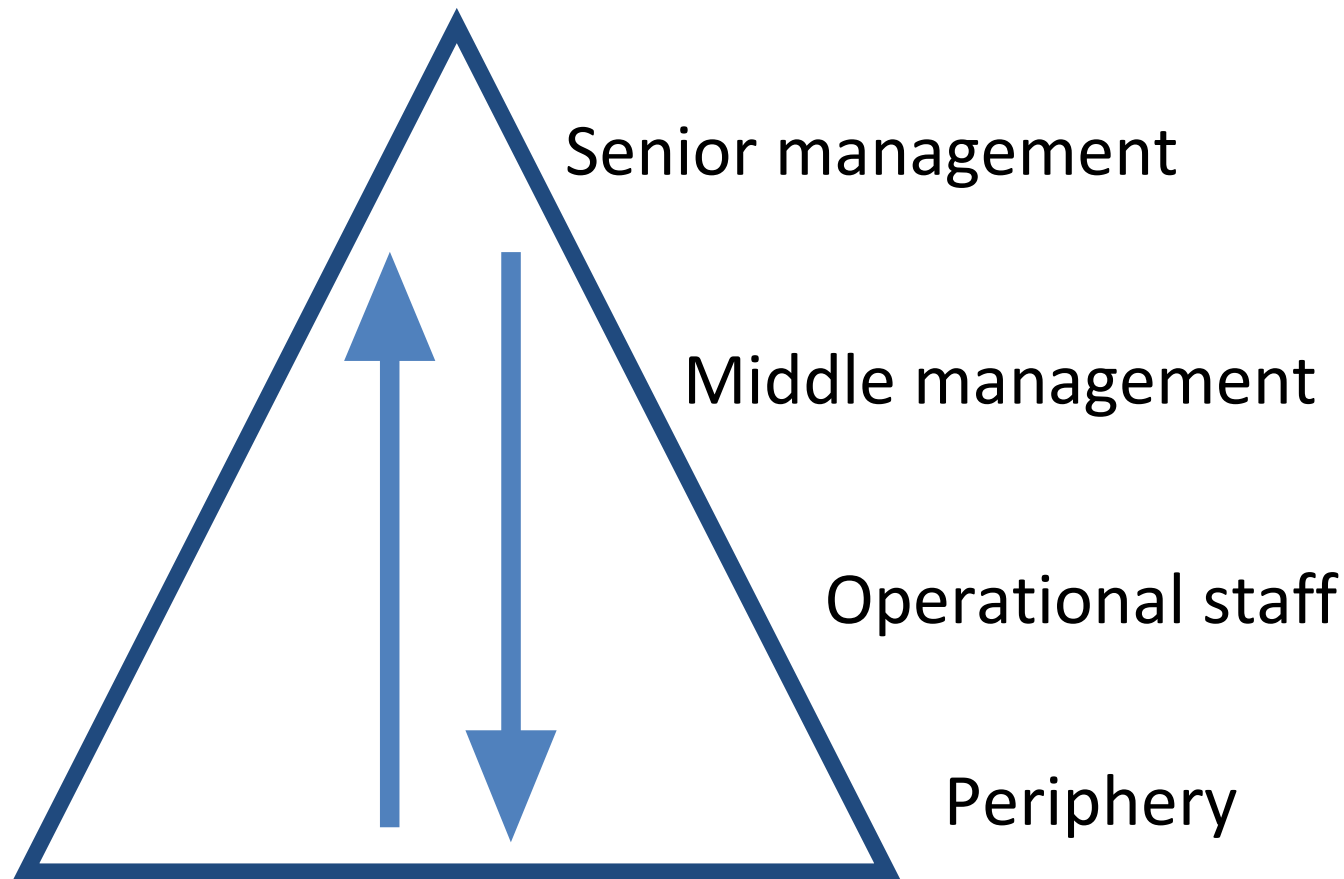 Senior management
Middle management
Operational staff
Periphery